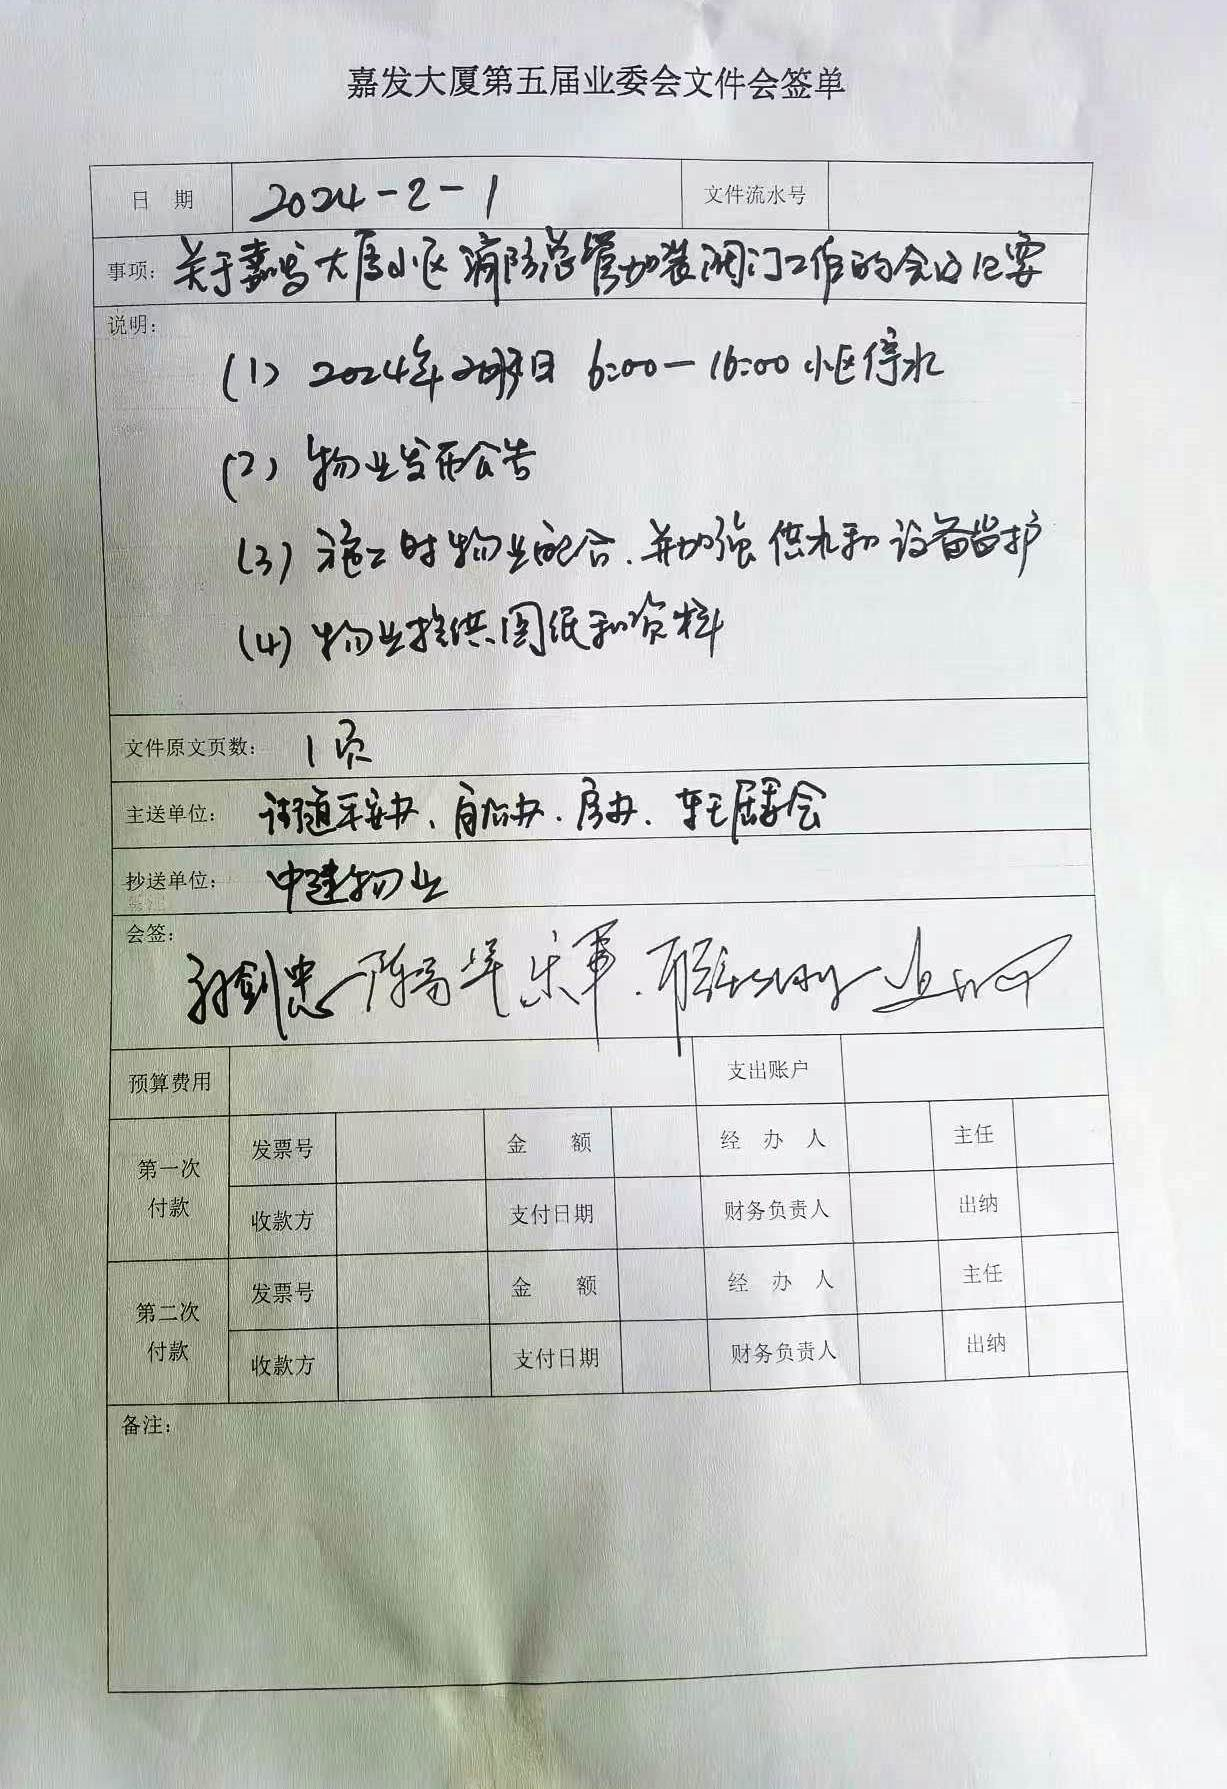 嘉发大厦第五届业委会文件会签单
日 期 2024-2-1 文件流水号
事项: 关于嘉发大厦小区消防总管加装阀门工作的会议纪要
说明:
(1) 2024年2月 日 6:00-16:00 小区停水
(2) 物业发布公告
(3) 施工时物业配合.并加强供水和设备监护
(4) 物业提供图纸和资料
文件原文页数: 1页
主送单位: 街道平安办、自治办.房办.居委会
抄送单位: 中建物业
会签:
孙剑忠
预算费用 支出账户
第一次付款 发票号 金 额 经 办 人 主任
收款方 支付日期 财务负责人 出纳
第二次付款 发票号 金 额 经 办 人 主任
收款方 支付日期 财务负责人 出纳
备注: